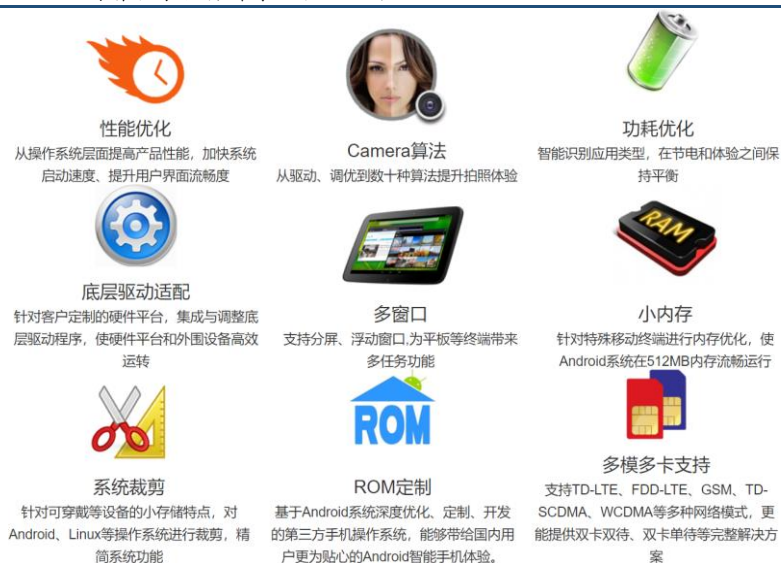 性能优化
从操作系统层面提高产品性能，加快系统
启动速度、提升用户界面流畅度
Camera算法
从驱动、调优到数十种算法提升拍照体验
功耗优化
智能识别应用类型，在节电和体验之间保
持平衡
底层驱动适配
针对客户定制的硬件平台，集成与调整底
层驱动程序，使硬件平台和外围设备高效
运转
多窗口
支持分屏、浮动窗口,为平板等终端带来
多任务功能
RAM
小内存
针对特殊移动终端进行内存优化，使
Android系统在512MB内存流畅运行
系统裁剪
针对可穿戴等设备的小存储特点，对
Android、Linux等操作系统进行裁剪，精
简系统功能
ROM
ROM定制
基于Android系统深度优化、定制、开发
的第三方手机操作系统，能够带给国内用
户更为贴心的Android智能手机体验。
多模多卡支持
支持TD-LTE、FDD-LTE、GSM、TD-
SCDMA、WCDMA等多种网络模式，更
能提供双卡双待、双卡单待等完整解决方
案